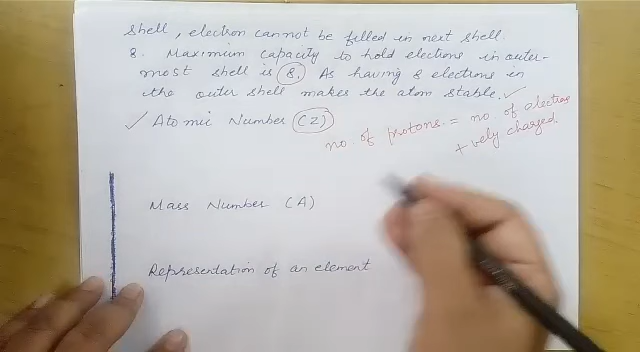 shell, electron cannot be filled in next shell.
8. Maximum capacity to hold electrons in outer-
most shell is 8. As having 8 electrons in
the outer shell makes the atom stable.
Atomic Number (Z)
no. of protons = no of electrons
+vely charged.
Mass Number (A)
Representation of an element